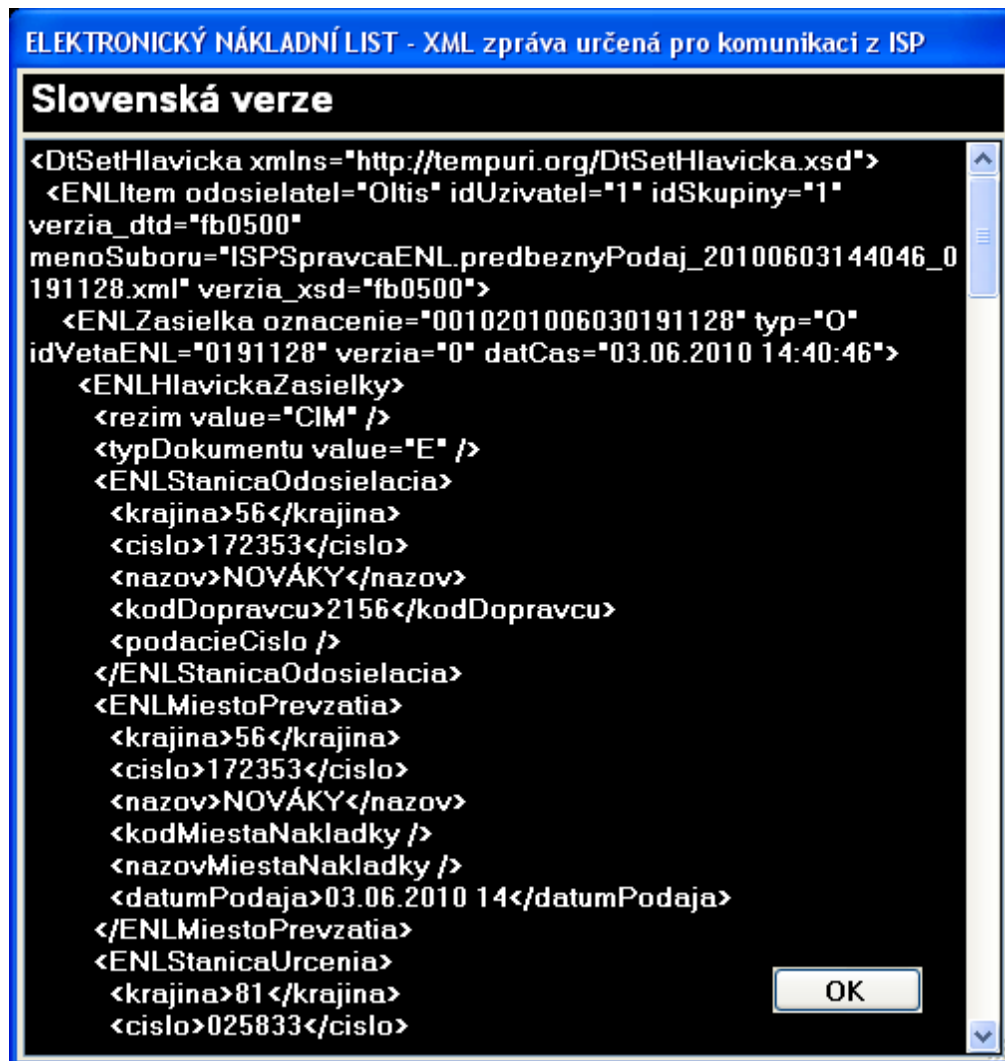 ELEKTRONICKÝ NÁKLADNÍ LIST - XML zpráva určená pro komunikaci z ISP
Slovenská verze
<DtSetHlavicka xmlns="http://tempuri.org/DtSetHlavicka.xsd">
<ENLItem odosielatel="Oltis" idUzivatel="1" idSkupiny="1"
verzia_dtd="fb0500"
menoSuboru="ISPSpravcaENL.predbeznyPodaj_20100603144046_0
191128.xml" verzia_xsd="fb0500">
<ENLZasielka oznacenie="0010201006030191128" typ="O"
idVetaENL="0191128" verzia="0" datCas="03.06.2010 14:40:46">
<ENLHlavickaZasielky>
<rezim value="CIM" />
<typDokumentu value="E" />
<ENLStanicaOdosielacia>
<krajina>56</krajina>
<cislo>172353</cislo>
<nazov>NOVÁKY</nazov>
<kodDopravcu>2156</kodDopravcu>
<podacieCislo />
</ENLStanicaOdosielacia>
<ENLMiestoPrevzatia>
<krajina>56</krajina>
<cislo>172353</cislo>
<nazov>NOVÁKY</nazov>
<kodMiestaNakladky />
<nazovMiestaNakladky />
<datumPodaja>03.06.2010 14</datumPodaja>
</ENLMiestoPrevzatia>
<ENLStanicaUrcenia>
<krajina>81</krajina>
<cislo>025833</cislo>
OK